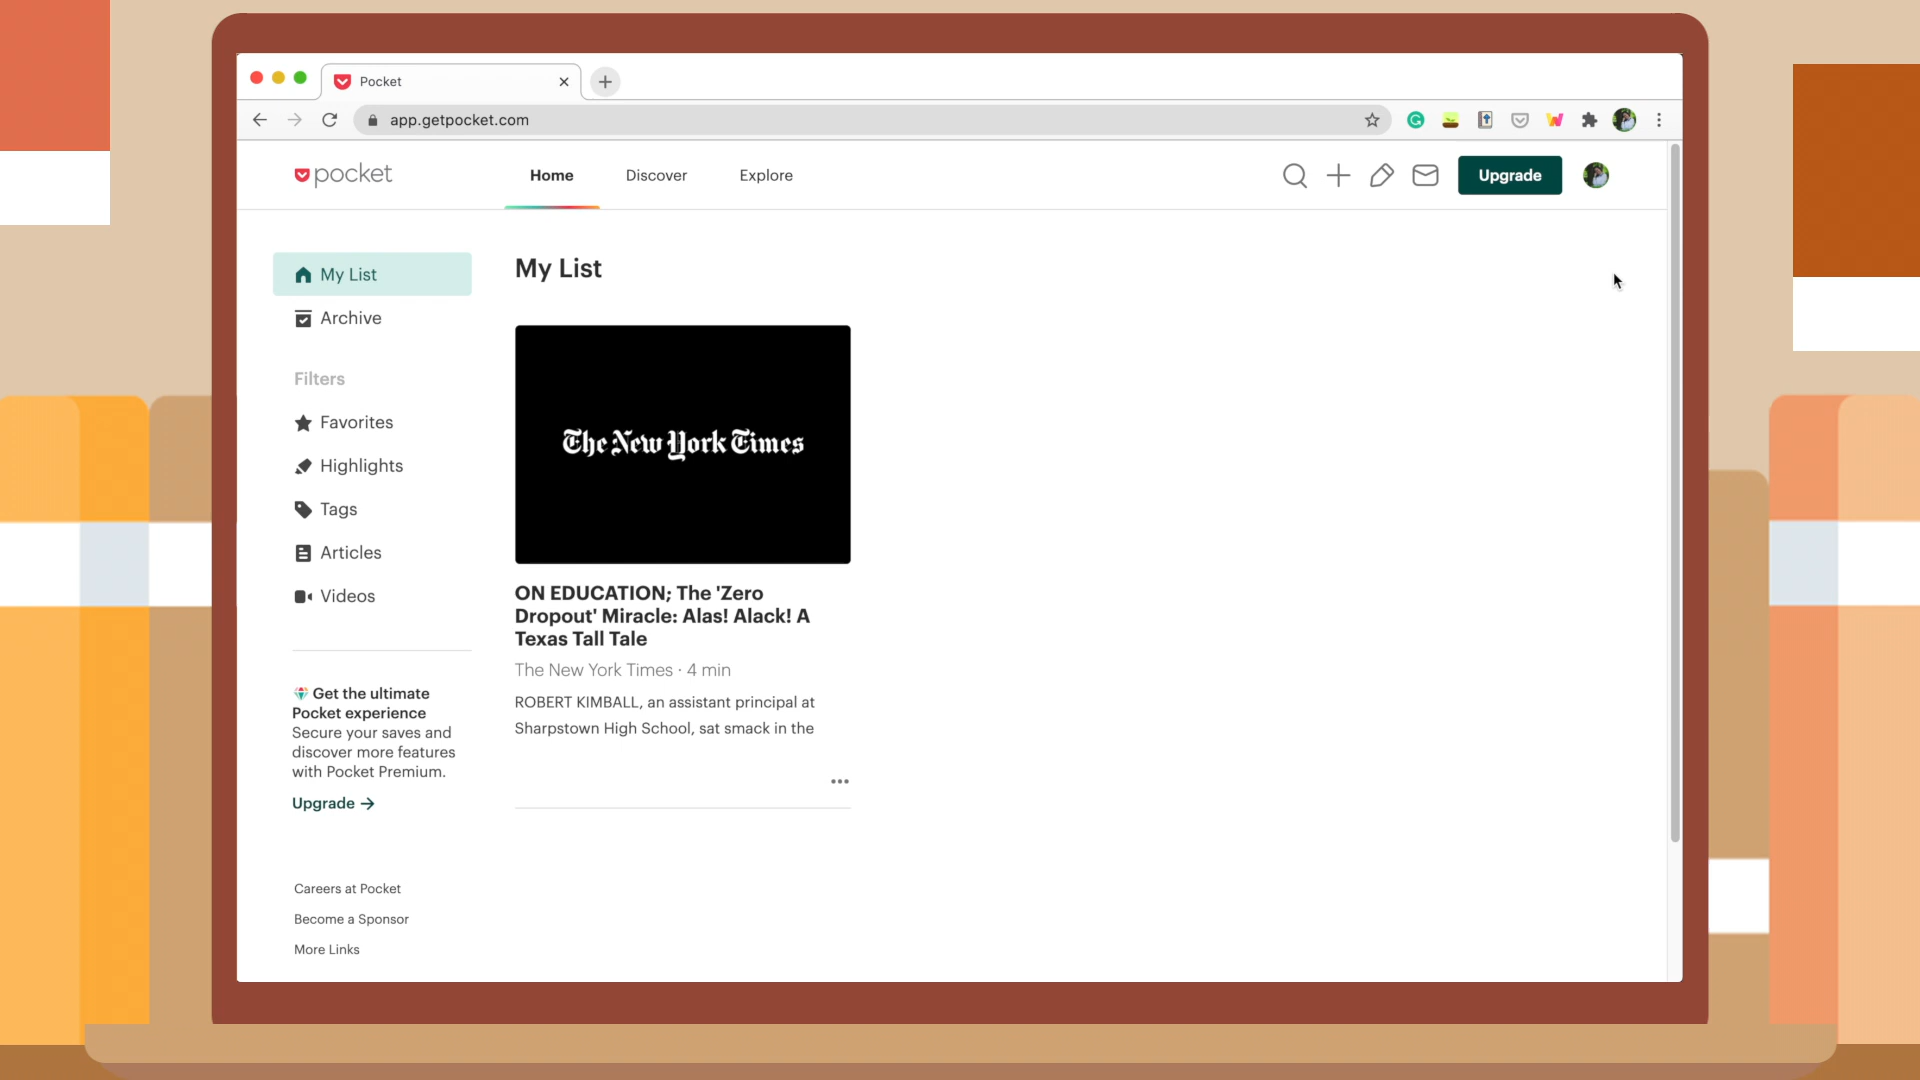 Pocket
app.getpocket.com
pocket
Home
Discover
Explore
Upgrade
My List
Archive
Filters
Favorites
Highlights
Tags
Articles
Videos
Get the ultimate
Pocket experience
Secure your saves and
discover more features
with Pocket Premium.
Upgrade →
Careers at Pocket
Become a Sponsor
More Links
My List
The New York Times
ON EDUCATION; The 'Zero
Dropout' Miracle: Alas! Alack! A
Texas Tall Tale
The New York Times · 4 min
ROBERT KIMBALL, an assistant principal at
Sharpstown High School, sat smack in the